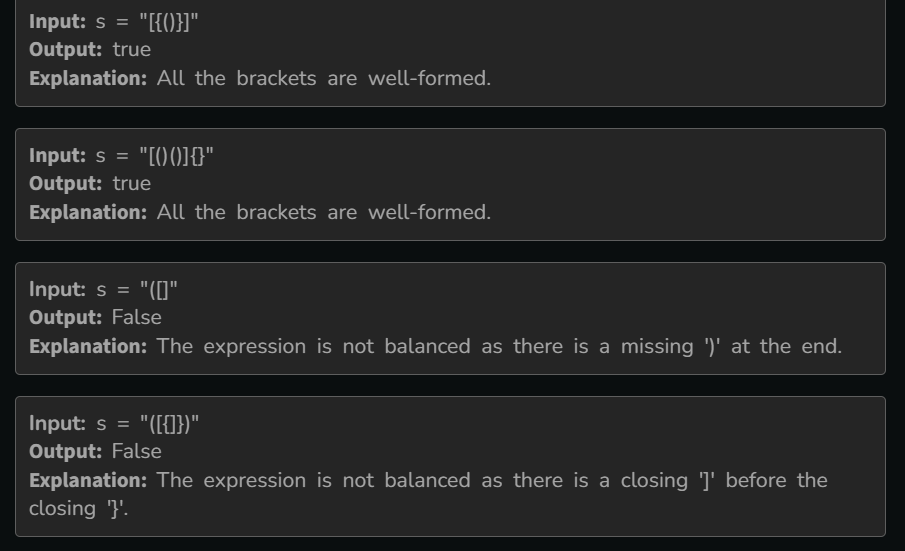 Input: s = "[{()}]"
Output: true
Explanation: All the brackets are well-formed.
Input: s = "[()()]{}"
Output: true
Explanation: All the brackets are well-formed.
Input: s = "([]"
Output: False
Explanation: The expression is not balanced as there is a missing ')' at the end.
Input: s = "([{]})"
Output: False
Explanation: The expression is not balanced as there is a closing ']' before the
closing '}'.